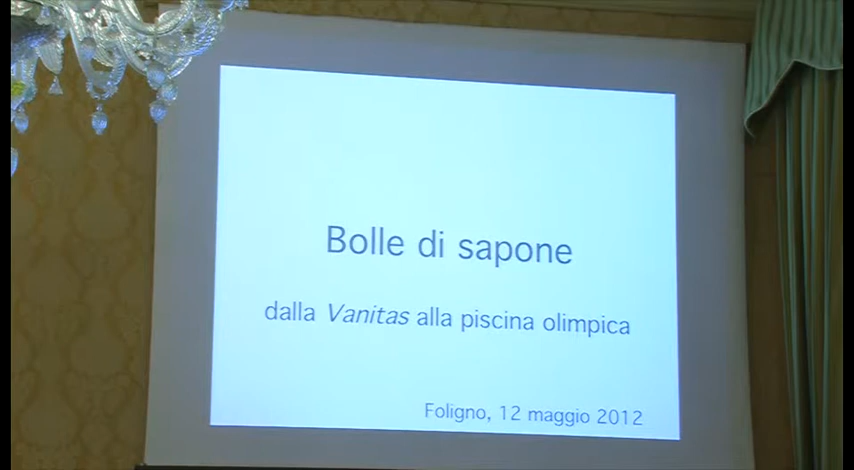 Bolle di sapone
dalla Vanitas alla piscina olimpica
Foligno, 12 maggio 2012